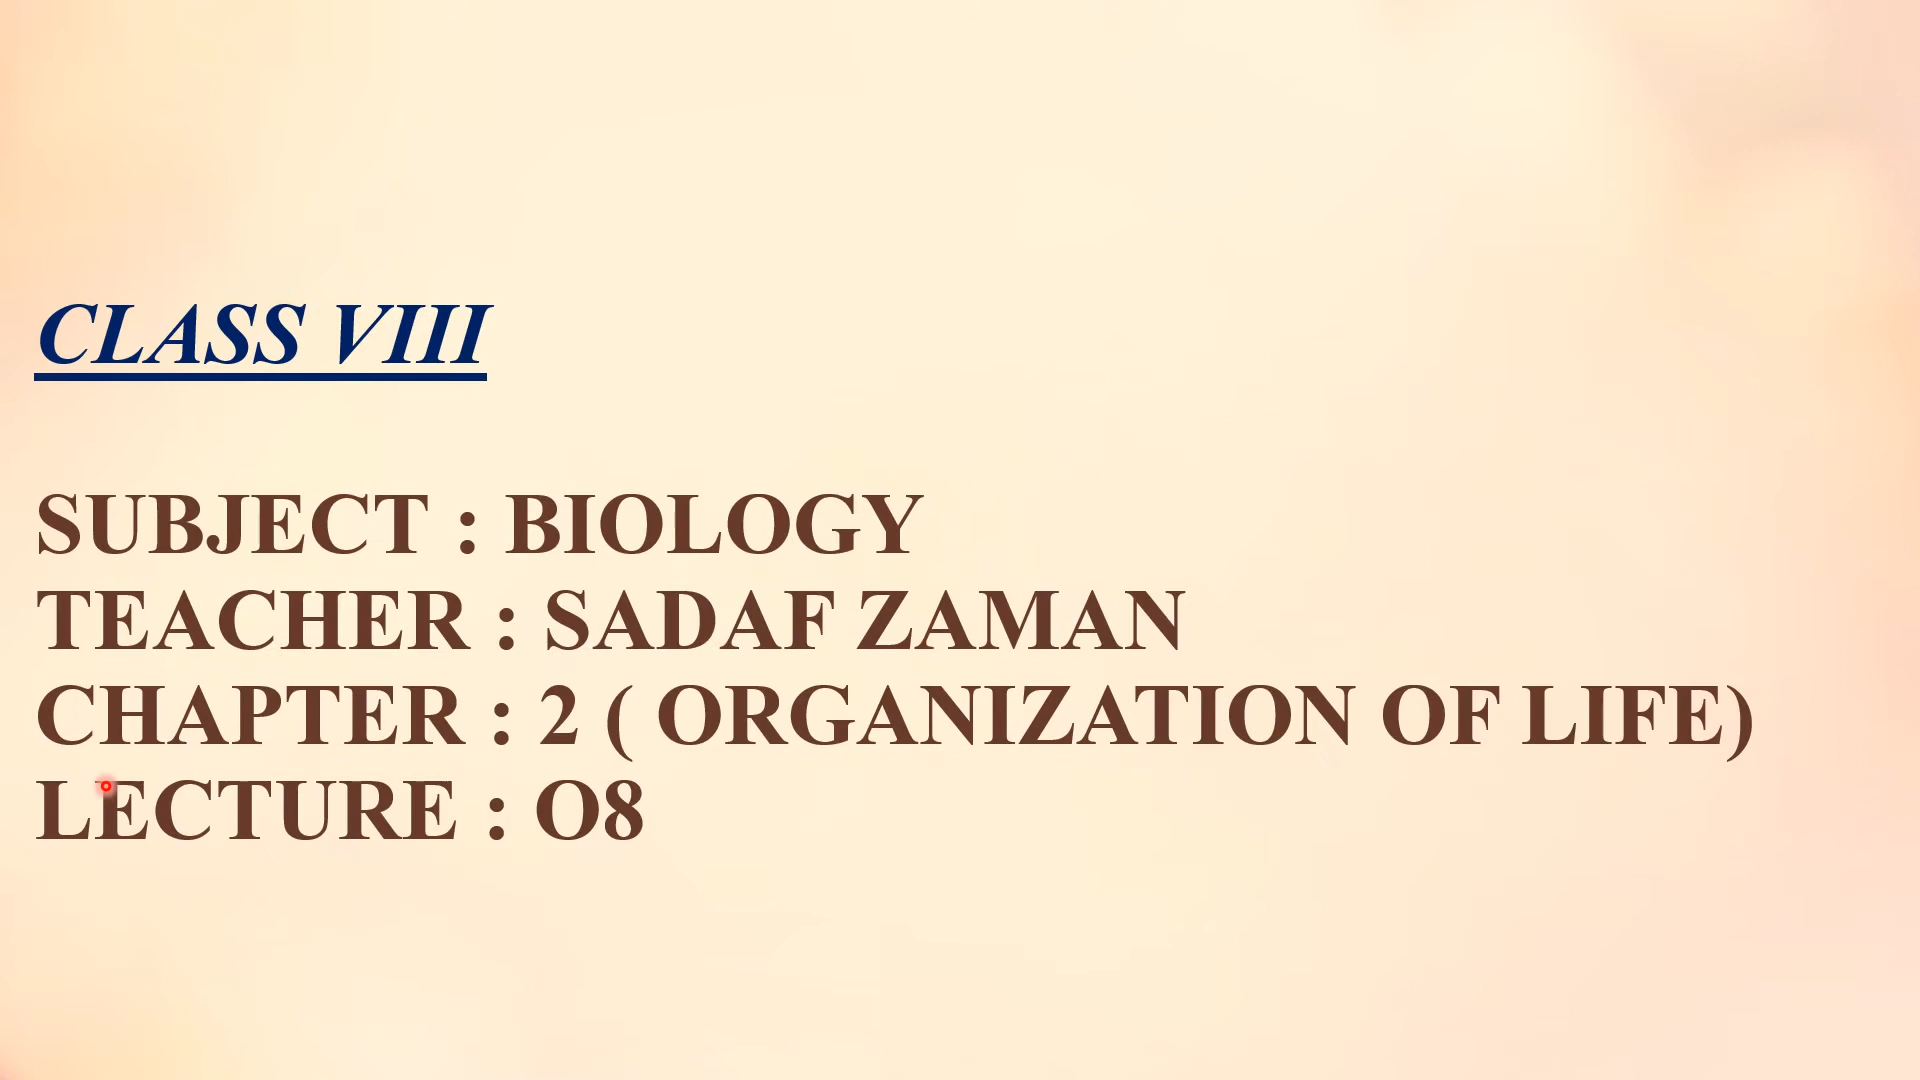 CLASS VIII
SUBJECT : BIOLOGY
TEACHER : SADAF ZAMAN
CHAPTER : 2 ( ORGANIZATION OF LIFE)
LECTURE : O8